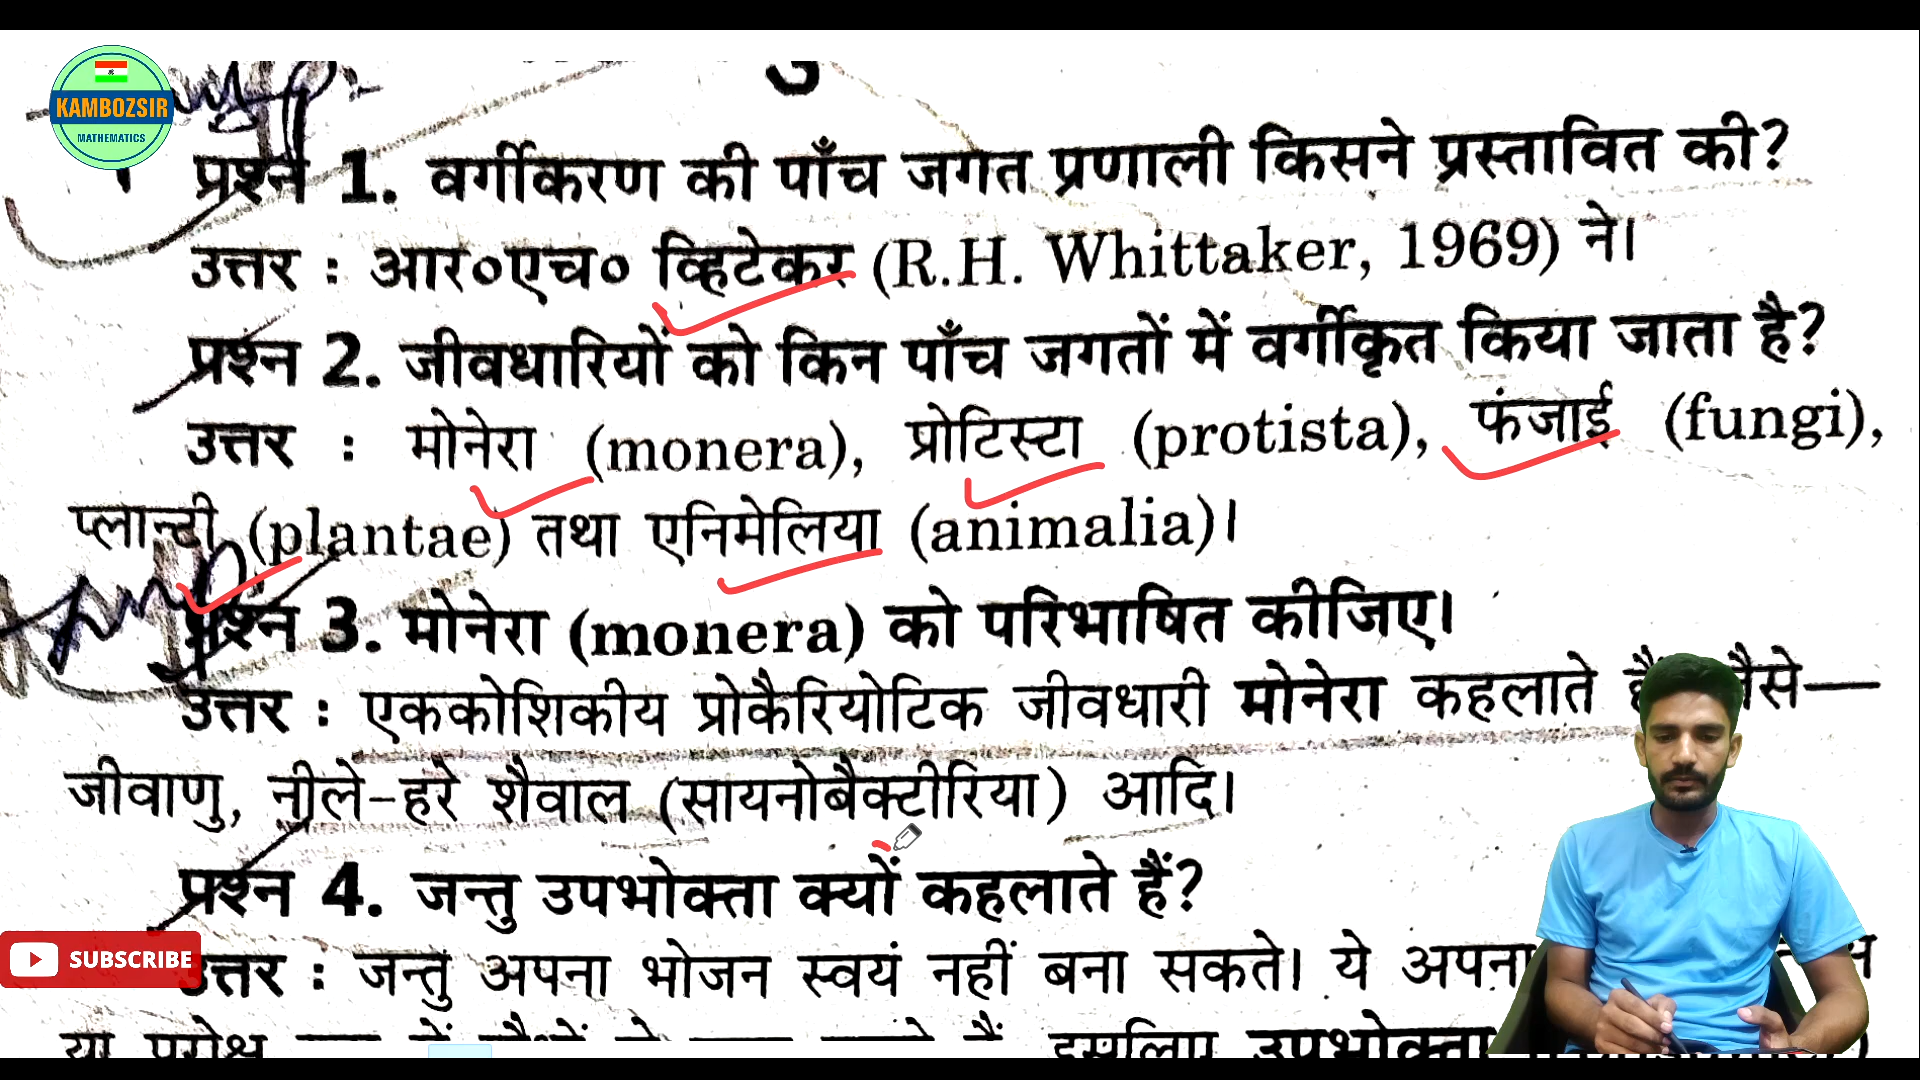 KAMBOZSIR
MATHEMATICS
प्रश्न 1. वर्गीकरण की पाँच जगत प्रणाली किसने प्रस्तावित की?
उत्तर : आर०एच० व्हिटेकर (R.H. Whittaker, 1969) ने।
प्रश्न 2. जीवधारियों को किन पाँच जगतों में वर्गीकृत किया जाता है?
उत्तर : मोनेरा (monera), प्रोटिस्टा (protista), फंजाई (fungi),
प्लान्टी (plantae) तथा एनिमेलिया (animalia)।
प्रश्न 3. मोनेरा (monera) को परिभाषित कीजिए।
उत्तर : एककोशिकीय प्रोकैरियोटिक जीवधारी मोनेरा कहलाते
जीवाणु, नीले-हरे शैवाल (सायनोबैक्टीरिया) आदि।
प्रश्न 4. जन्तु उपभोक्ता क्यों कहलाते हैं?
SUBSCRIBE
उत्तर : जन्तु अपना भोजन स्वयं नहीं बना सकते। ये अपना
या परोक्ष इसलिए उपभोक्ता